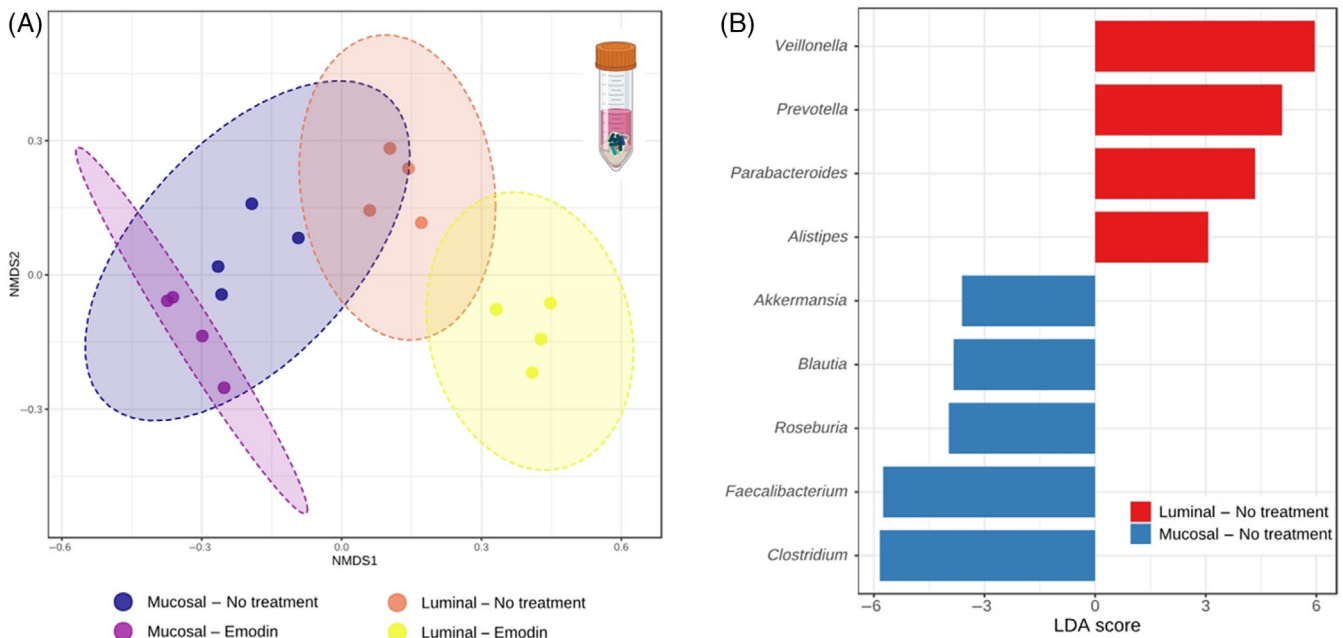 (A)
NMDS2
0.3
0.0
−0.3
−0.6
−0.3
0.0
0.3
0.6
NMDS1
Mucosal – No treatment
Luminal – No treatment
Mucosal – Emodin
Luminal – Emodin
(B)
Veillonella
Prevotella
Parabacteroides
Alistipes
Akkermansia
Blautia
Roseburia
Faecalibacterium
Clostridium
Luminal – No treatment
Mucosal – No treatment
−6
−3
0
3
6
LDA score